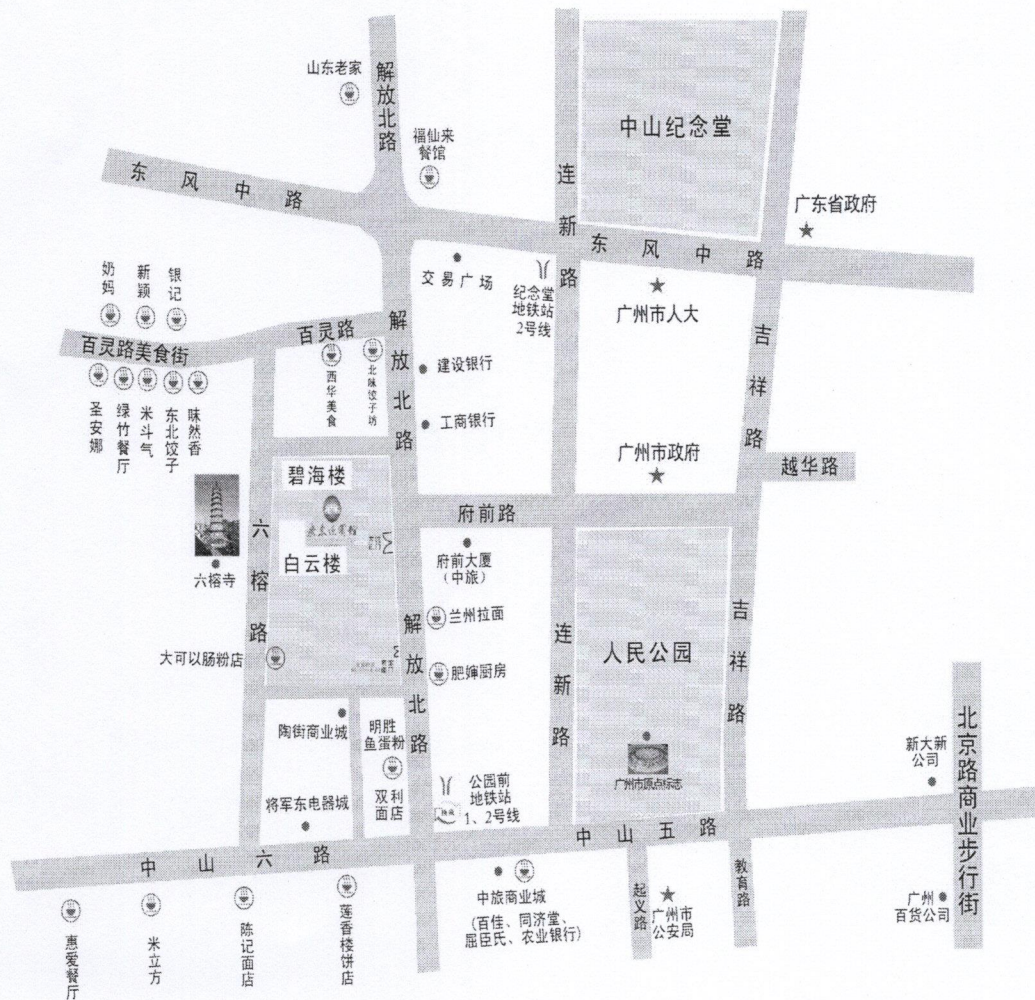 山东老家
解放北路
福仙来
餐馆
中山纪念堂
连新路
东风中路
广东省政府
东风中路
交易广场
纪念堂
地铁站
2号线
广州市人大
奶妈
新颖
银记
百灵路美食街
百灵路
圣安娜
绿竹餐厅
米斗气
东北饺子
味然香
西华美食
北味饺子坊
解放北路
建设银行
工商银行
吉祥路
广州市政府
越华路
碧海楼
白云楼
六榕寺
六榕路
府前路
府前大厦
(中旅)
兰州拉面
肥婶厨房
大可以肠粉店
解放北路
连新路
人民公园
吉祥路
广州市原点标志
陶街商业城
明胜
鱼蛋粉
双利
面店
将军东电器城
公园前
地铁站
1、2号线
新大新
公司
北京路商业步行街
中山六路
中山五路
惠爱餐厅
米立方
陈记面店
莲香楼饼店
中旅商业城
(百佳、同济堂、
屈臣氏、农业银行)
起义路
广州市
公安局
教育路
广州
百货公司